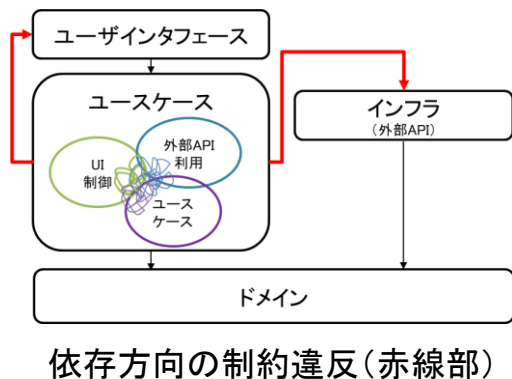 ユーザインタフェース
ユースケース
インフラ
(外部API)
外部API
利用
UI
制御
ユース
ケース
ドメイン
依存方向の制約違反(赤線部)